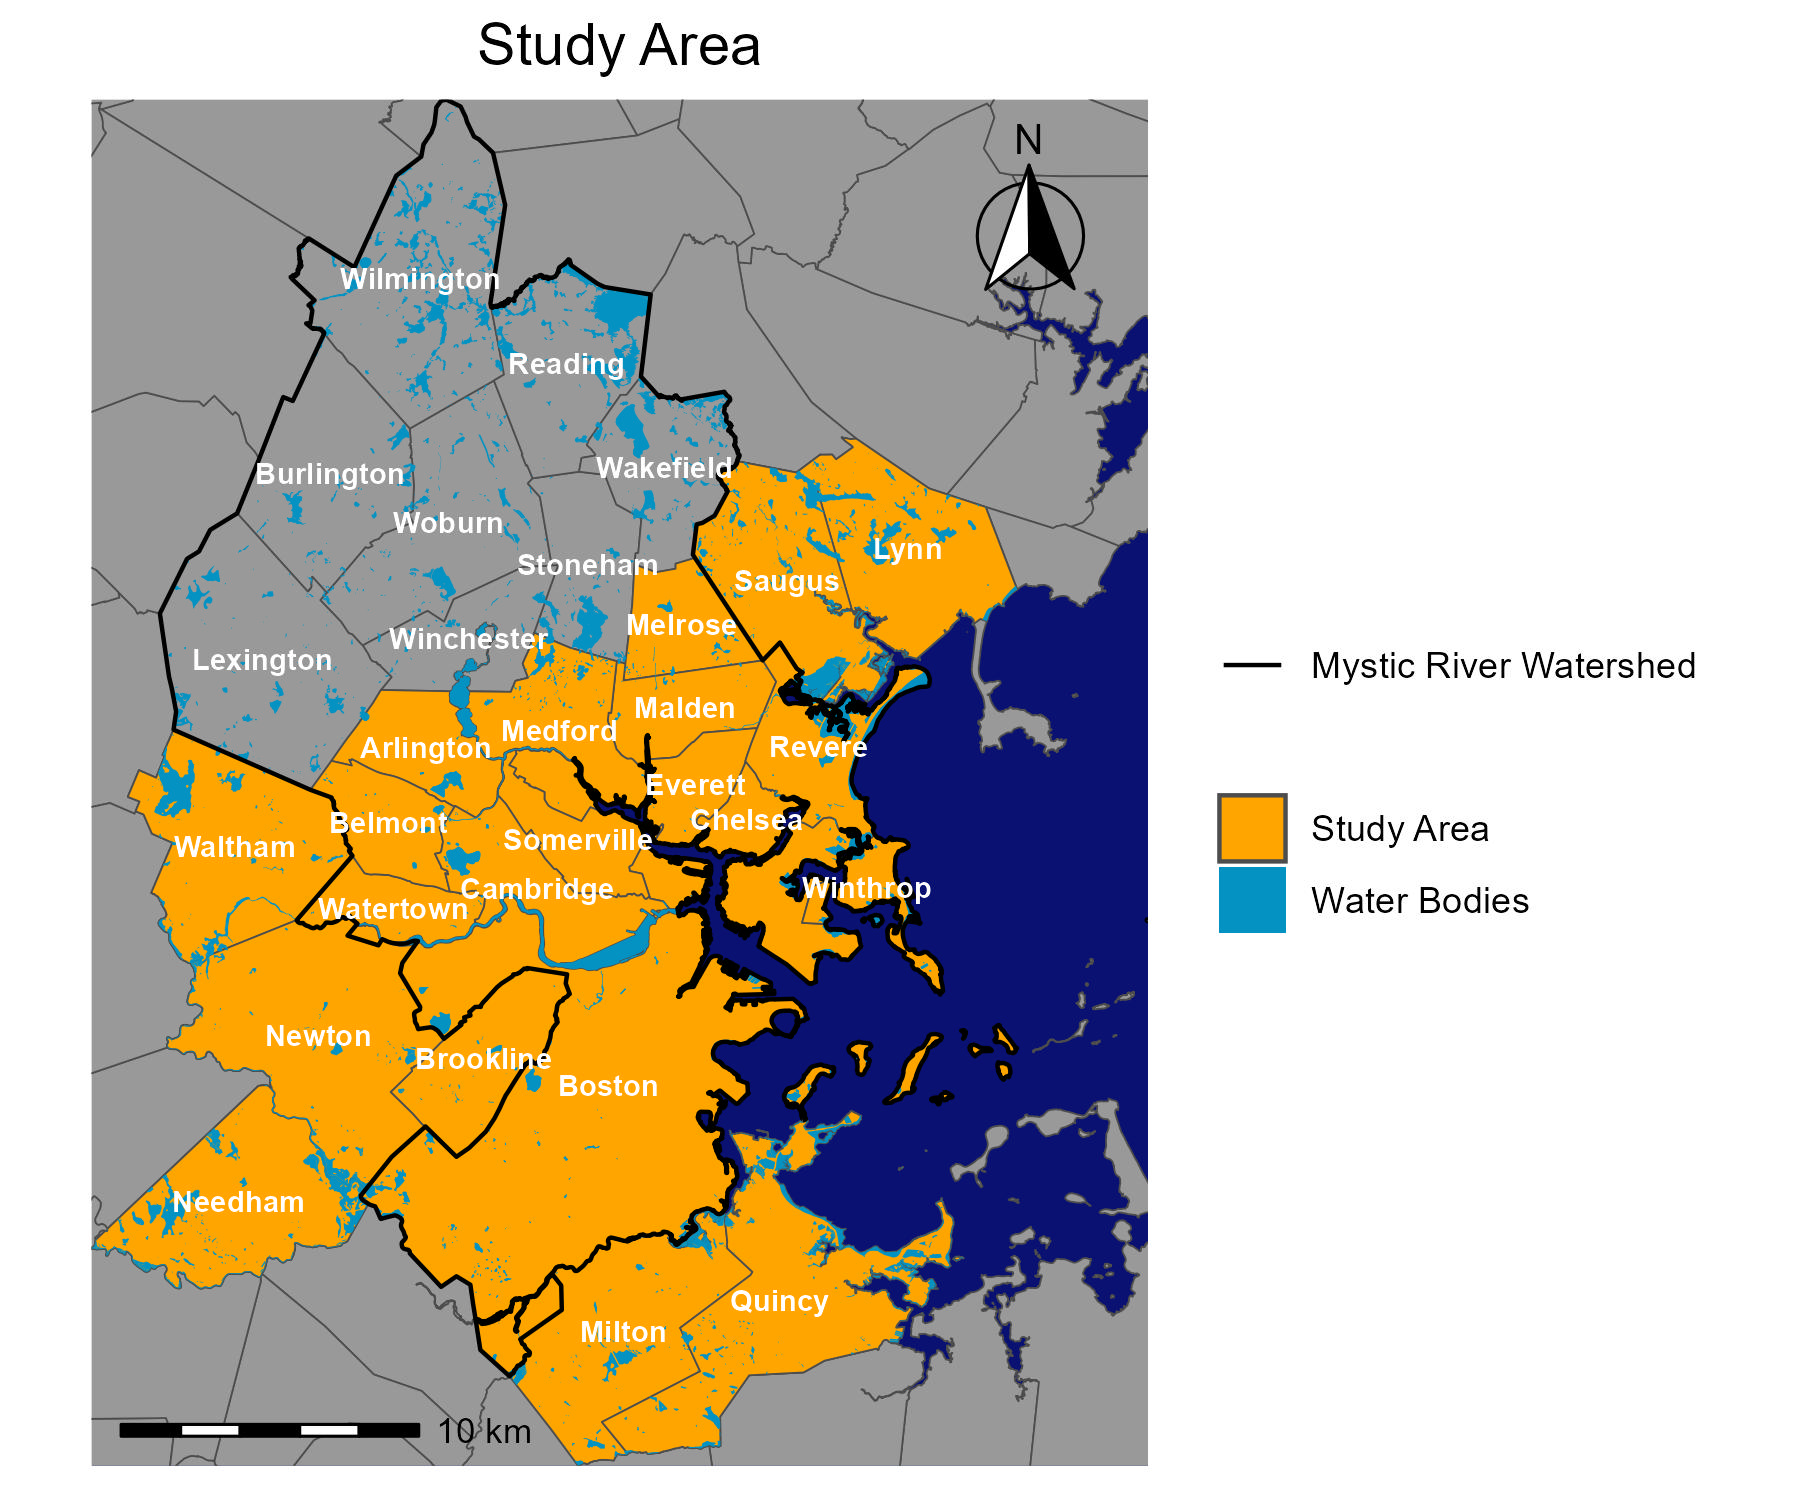 Study Area
N
Wilmington
Reading
Burlington
Wakefield
Woburn
Stoneham
Lynn
Saugus
Melrose
Winchester
Lexington
Malden
Medford
Arlington
Revere
Everett
Chelsea
Belmont
Somerville
Waltham
Cambridge
Winthrop
Watertown
Newton
Brookline
Boston
Needham
Quincy
Milton
10 km
Mystic River Watershed
Study Area
Water Bodies